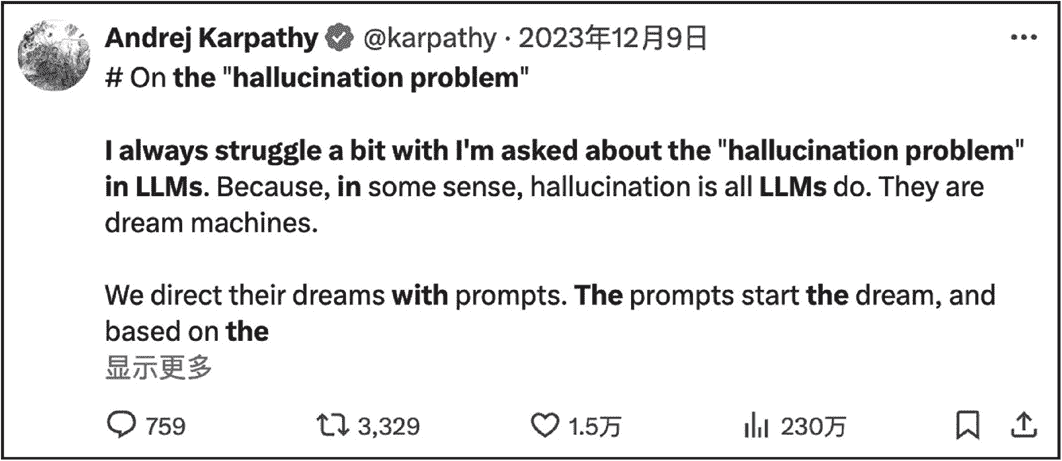 Andrej Karpathy @karpathy · 2023年12月9日
# On the "hallucination problem"
I always struggle a bit with I'm asked about the "hallucination problem"
in LLMs. Because, in some sense, hallucination is all LLMs do. They are
dream machines.
We direct their dreams with prompts. The prompts start the dream, and
based on the
显示更多
759 3,329 1.5万 230万